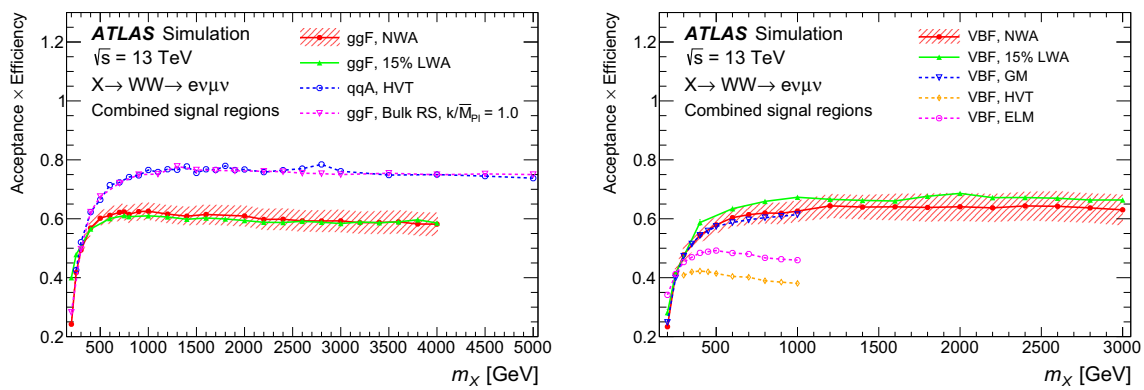 Acceptance × Efficiency
1.2
1
0.8
0.6
0.4
0.2
ATLAS Simulation
√s = 13 TeV
X→ WW→ eνμν
Combined signal regions
ggF, NWA
ggF, 15% LWA
qqA, HVT
ggF, Bulk RS, k/M̅Pl = 1.0
500 1000 1500 2000 2500 3000 3500 4000 4500 5000
mX [GeV]
Acceptance × Efficiency
1.2
1
0.8
0.6
0.4
0.2
ATLAS Simulation
√s = 13 TeV
X→ WW→ eνμν
Combined signal regions
VBF, NWA
VBF, 15% LWA
VBF, GM
VBF, HVT
VBF, ELM
500 1000 1500 2000 2500 3000
mX [GeV]